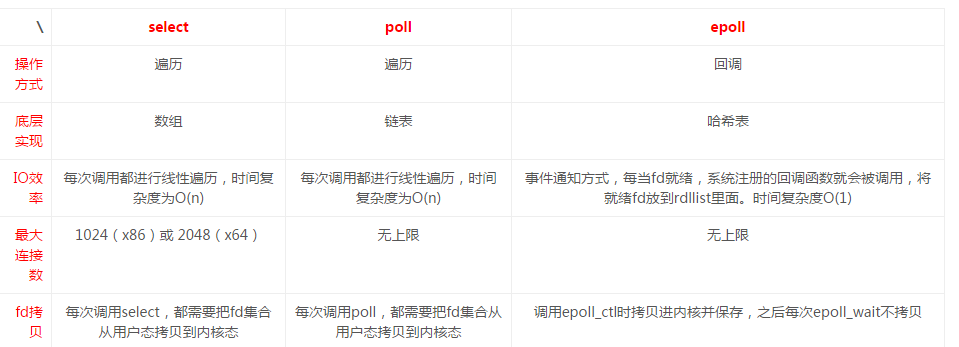 \ select poll epoll
操作
方式 遍历 遍历 回调
底层
实现 数组 链表 哈希表
IO效
率 每次调用都进行线性遍历，时间复
杂度为O(n) 每次调用都进行线性遍历，时间
复杂度为O(n) 事件通知方式，每当fd就绪，系统注册的回调函数就会被调用，将
就绪fd放到rdllist里面。时间复杂度O(1)
最大
连接
数 1024（x86）或 2048（x64） 无上限 无上限
fd拷
贝 每次调用select，都需要把fd集合
从用户态拷贝到内核态 每次调用poll，都需要把fd集合从
用户态拷贝到内核态 调用epoll_ctl时拷贝进内核并保存，之后每次epoll_wait不拷贝